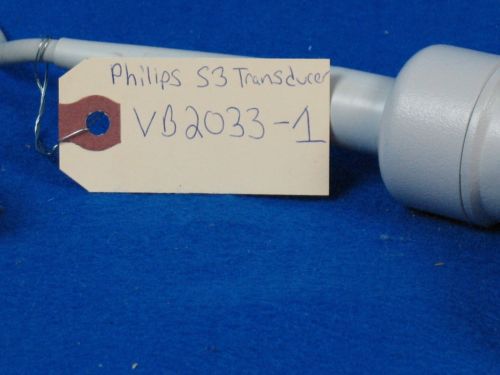 Philips S3 Transducer
VB2033-1